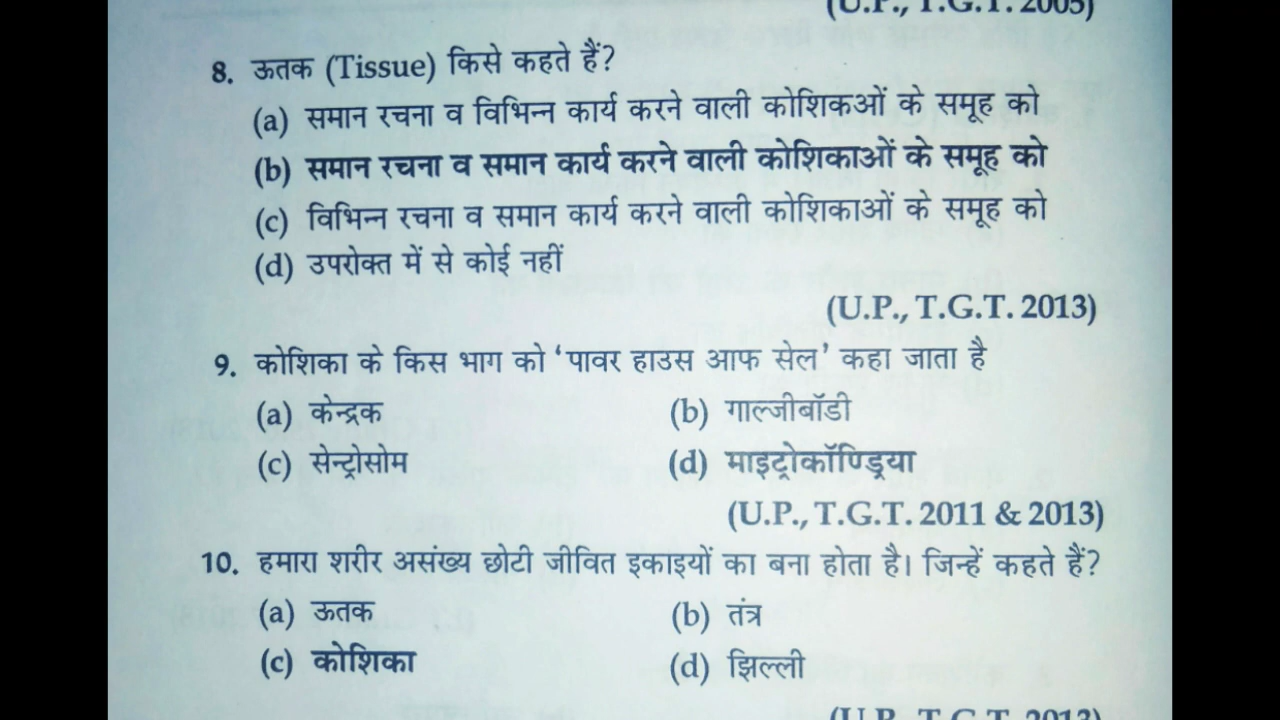 (U.P., T.G.T. 2005)
8. ऊतक (Tissue) किसे कहते हैं?
(a) समान रचना व विभिन्न कार्य करने वाली कोशिकओं के समूह को
(b) समान रचना व समान कार्य करने वाली कोशिकाओं के समूह को
(c) विभिन्न रचना व समान कार्य करने वाली कोशिकाओं के समूह को
(d) उपरोक्त में से कोई नहीं
(U.P., T.G.T. 2013)
9. कोशिका के किस भाग को ‘पावर हाउस आफ सेल’ कहा जाता है
(a) केन्द्रक (b) गाल्जीबॉडी
(c) सेन्ट्रोसोम (d) माइट्रोकॉण्ड्रिया
(U.P., T.G.T. 2011 & 2013)
10. हमारा शरीर असंख्य छोटी जीवित इकाइयों का बना होता है। जिन्हें कहते हैं?
(a) ऊतक (b) तंत्र
(c) कोशिका (d) झिल्ली
(U.P., T.G.T. 2013)